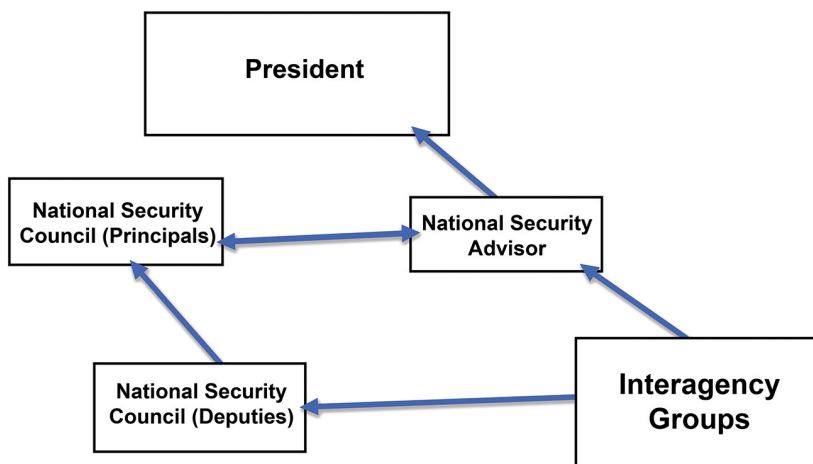 President
National Security
Council (Principals)
National Security
Advisor
National Security
Council (Deputies)
Interagency
Groups